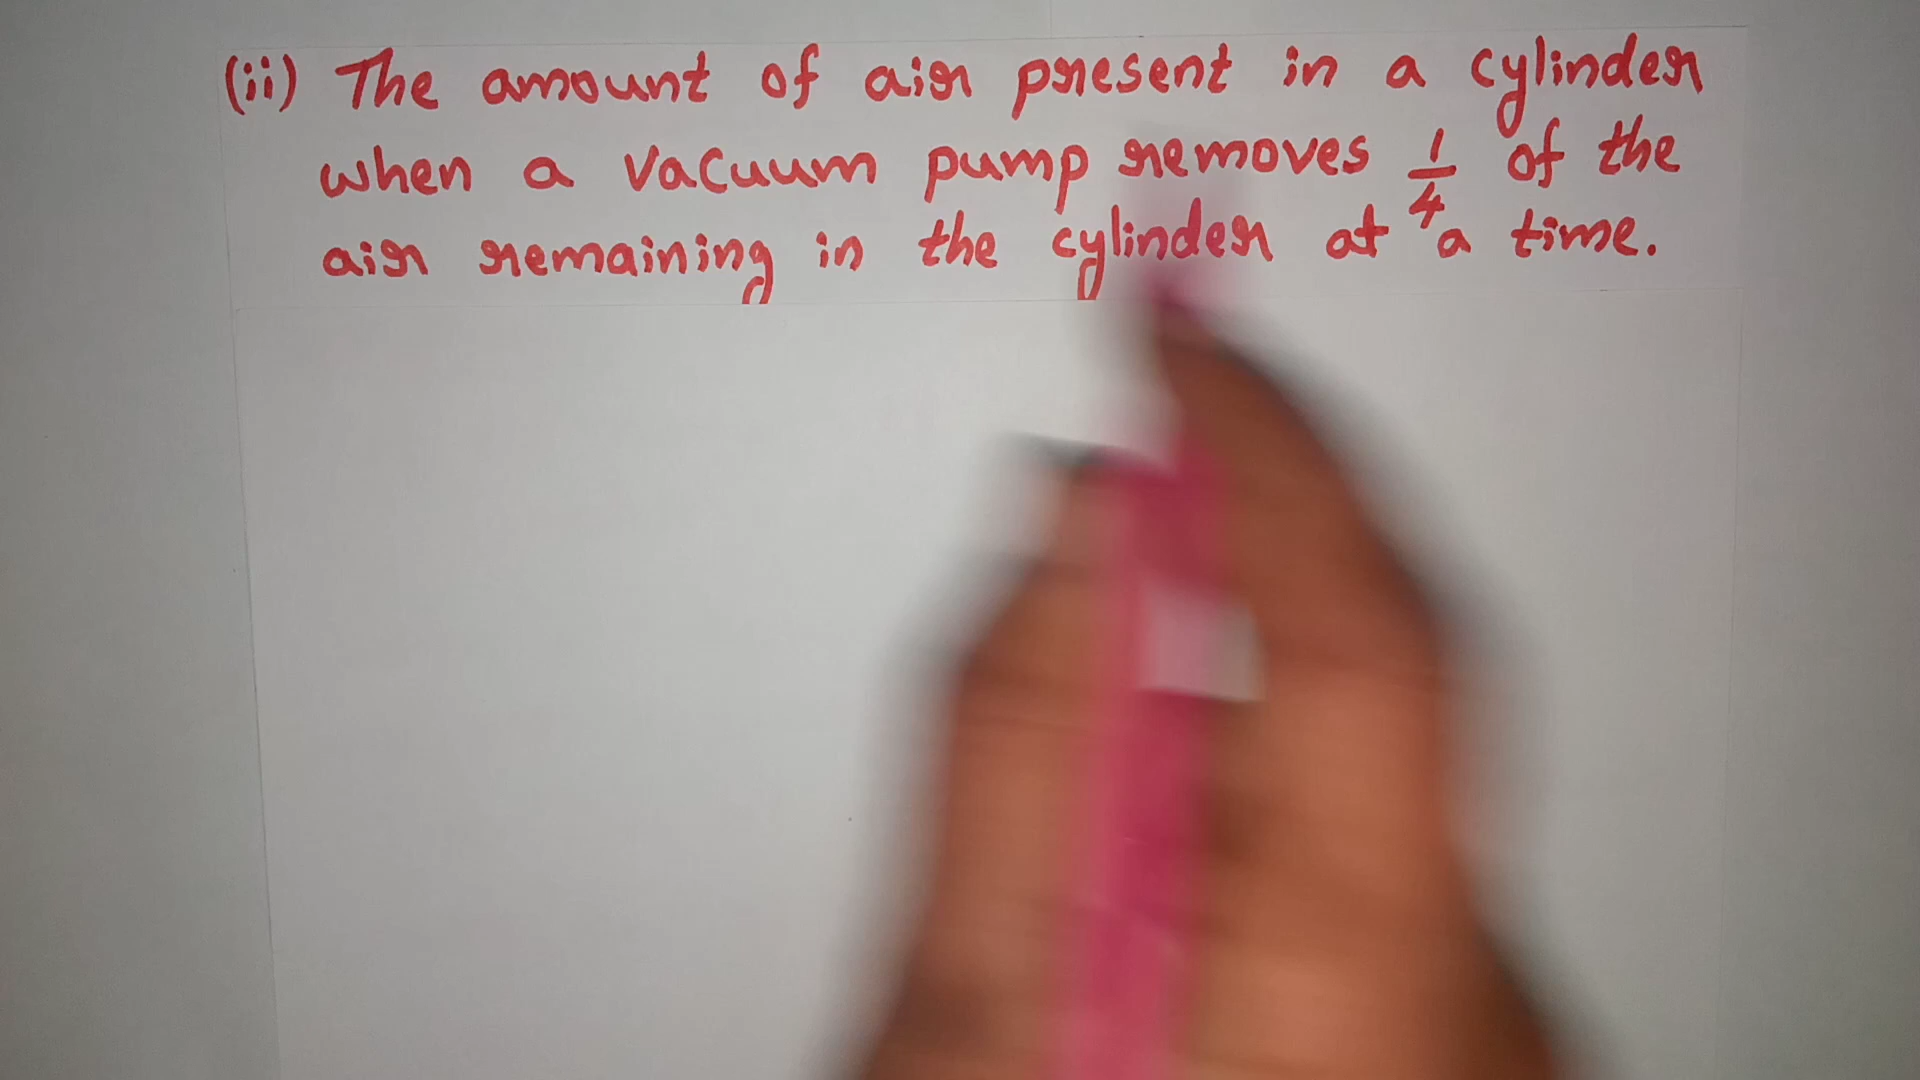 (ii) The amount of air present in a cylinder
when a vacuum pump removes 1/4 of the
air remaining in the cylinder at a time.